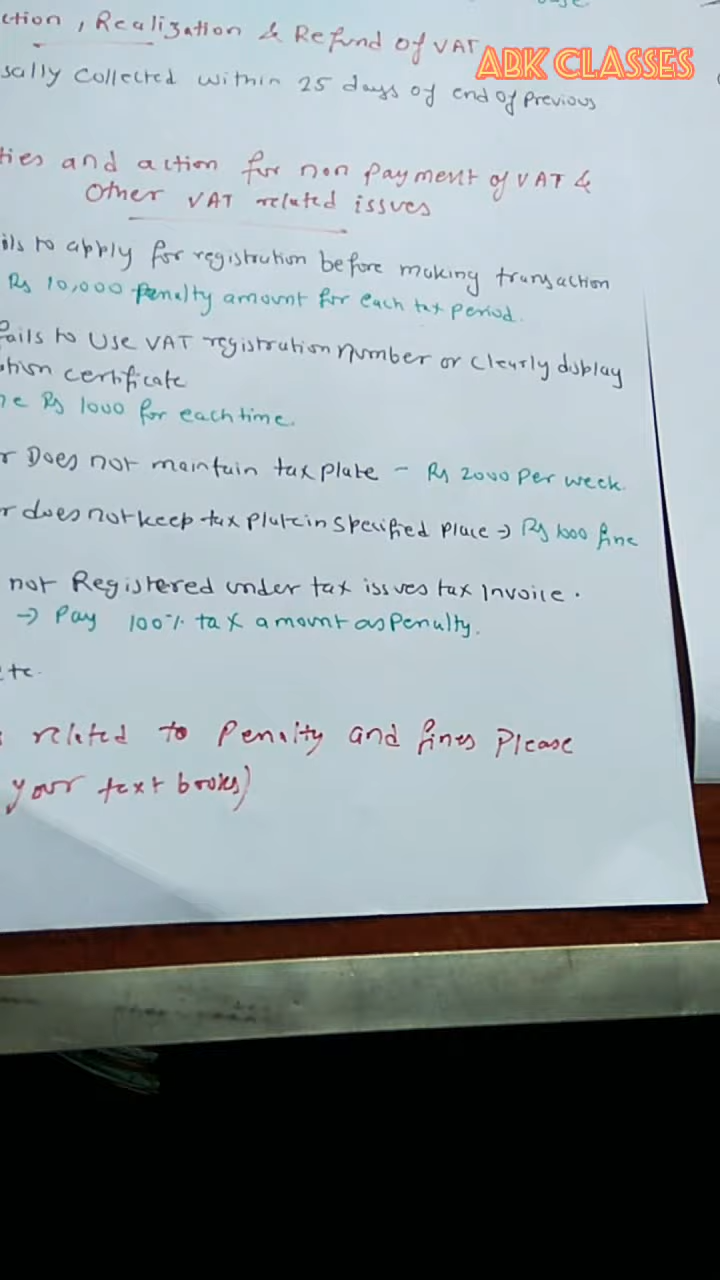 ction, Realization & Refund of VAT
ABK CLASSES
sally collected within 25 days of end of previous
ties and action for non payment of VAT &
Other VAT related issues
ils to apply for registration before making transaction
Rs 10,000 penalty amount for each tax period.
fails to Use VAT registration number or clearly display
tion certificate
ne Rs 1000 for each time.
r Does not maintain tax plate - Rs 2000 Per week.
r does not keep tax plate in specified place → Rs 1000 fine
not Registered under tax issues tax Invoice.
→ Pay 100% tax amount as Penalty.
etc.
s related to Penalty and fines Please
your text books)